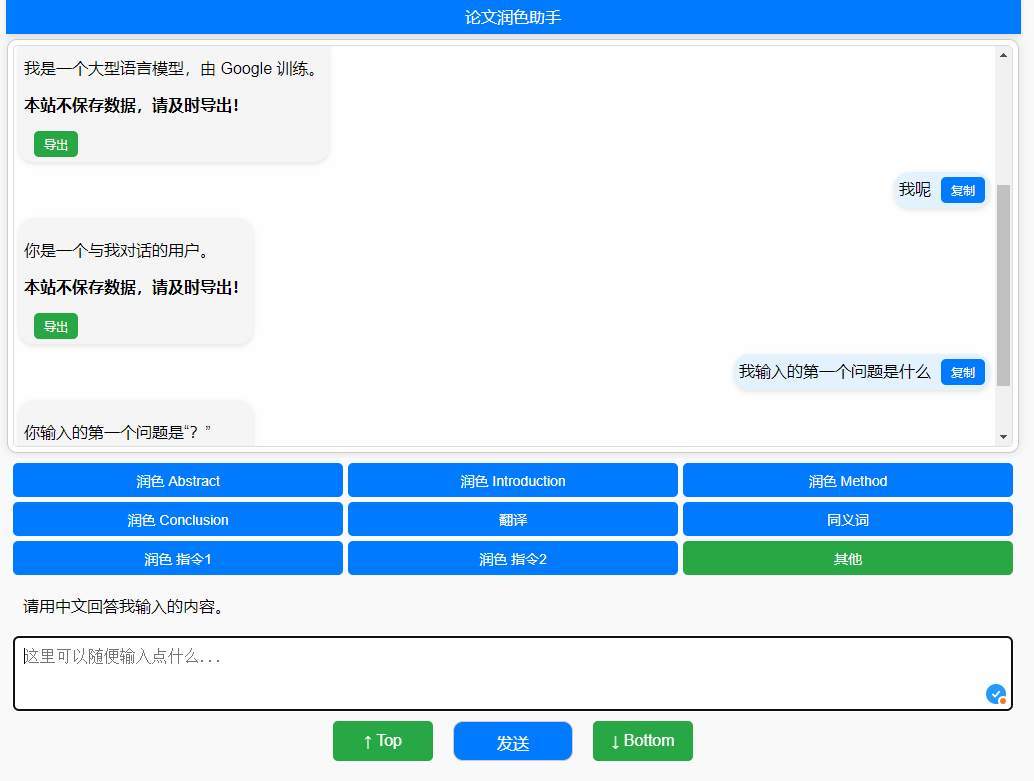 论文润色助手
我是一个大型语言模型，由 Google 训练。
本站不保存数据，请及时导出！
导出
我呢 复制
你是一个与我对话的用户。
本站不保存数据，请及时导出！
导出
我输入的第一个问题是什么 复制
你输入的第一个问题是“？”
润色 Abstract 润色 Introduction 润色 Method
润色 Conclusion 翻译 同义词
润色 指令1 润色 指令2 其他
请用中文回答我输入的内容。
这里可以随便输入点什么...
↑ Top 发送 ↓ Bottom